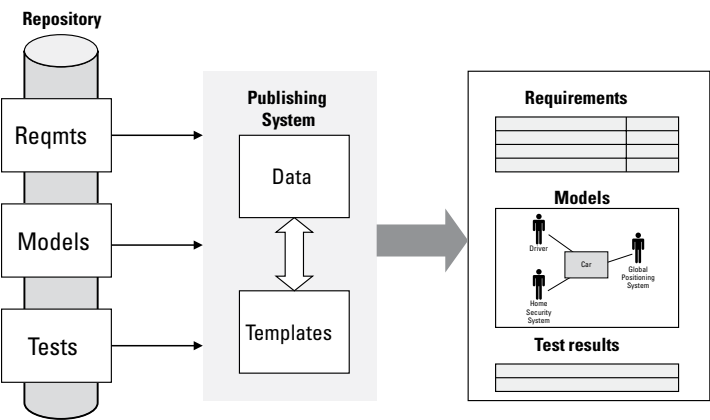 Repository
Reqmts
Models
Tests
Publishing
System
Data
Templates
Requirements
Models
Driver
Car
Global
Positioning
System
Home
Security
System
Test results